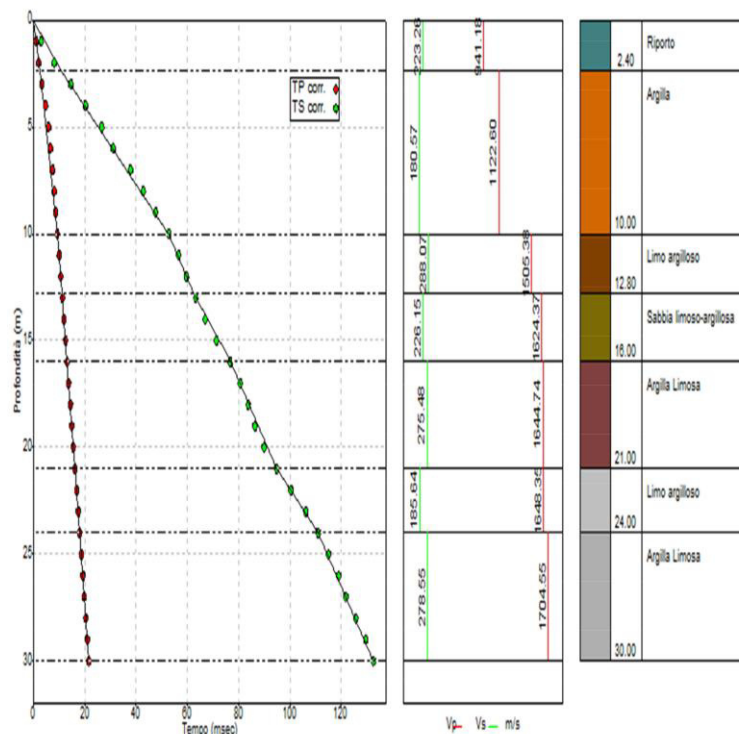 0
5
10
15
20
25
30
Profondità (m)
TP corr.
TS corr.
0
20
40
60
80
100
120
Tempo (msec)
223.26
941.18
180.57
1122.60
288.07
1505.38
226.15
1624.37
275.48
1644.74
185.64
1648.35
278.55
1704.55
Vp Vs m/s
Riporto
2.40
Argilla
10.00
Limo argilloso
12.80
Sabbia limoso-argillosa
16.00
Argilla Limosa
21.00
Limo argilloso
24.00
Argilla Limosa
30.00